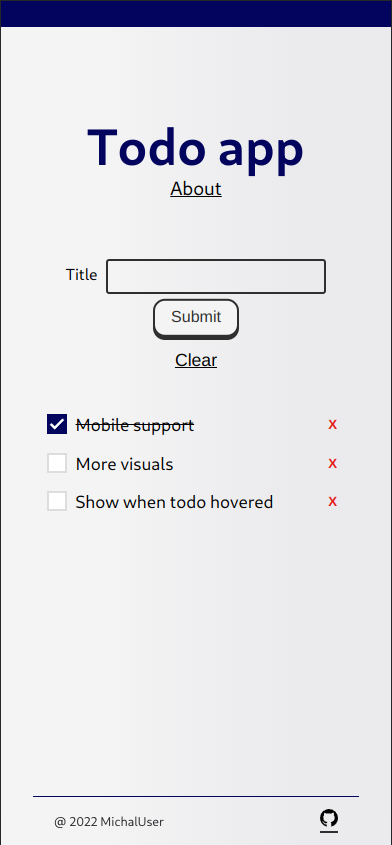 Todo app
About
Title
Submit
Clear
Mobile support x
More visuals x
Show when todo hovered x
@ 2022 MichalUser